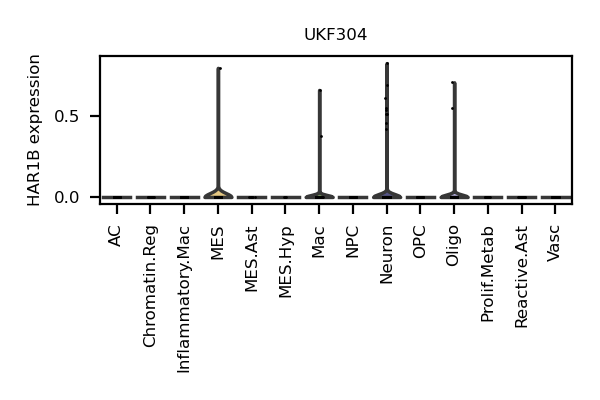 UKF304
HAR1B expression
0.5
0.0
AC
Chromatin.Reg
Inflammatory.Mac
MES
MES.Ast
MES.Hyp
Mac
NPC
Neuron
OPC
Oligo
Prolif.Metab
Reactive.Ast
Vasc